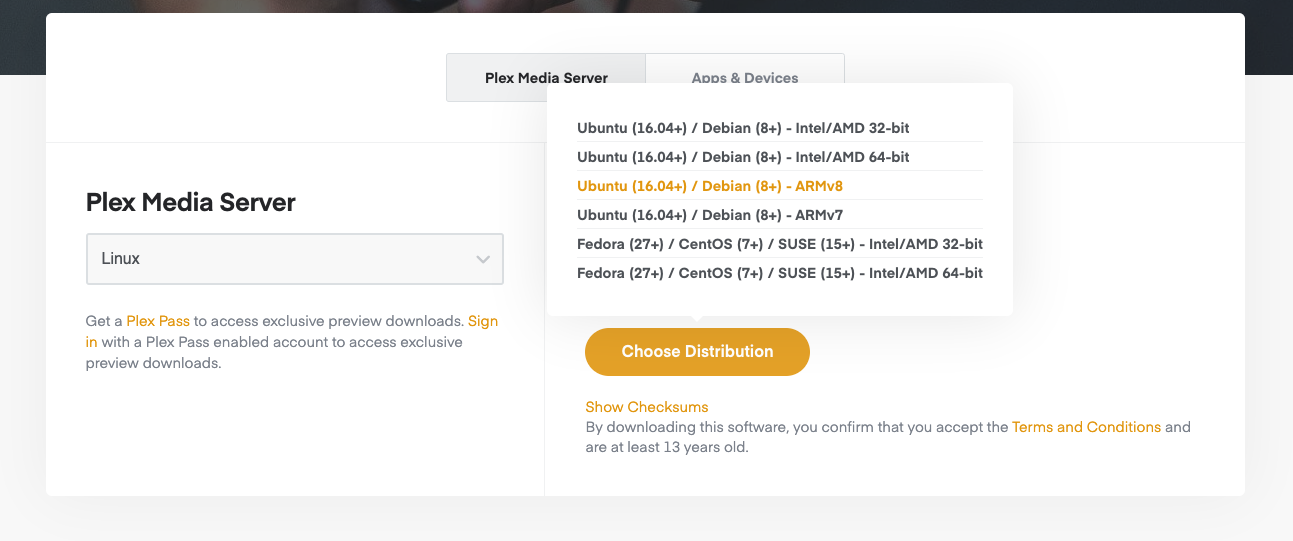 Plex Media Server
Apps & Devices
Ubuntu (16.04+) / Debian (8+) - Intel/AMD 32-bit
Ubuntu (16.04+) / Debian (8+) - Intel/AMD 64-bit
Ubuntu (16.04+) / Debian (8+) - ARMv8
Ubuntu (16.04+) / Debian (8+) - ARMv7
Fedora (27+) / CentOS (7+) / SUSE (15+) - Intel/AMD 32-bit
Fedora (27+) / CentOS (7+) / SUSE (15+) - Intel/AMD 64-bit
Plex Media Server
Linux
Get a Plex Pass to access exclusive preview downloads. Sign
in with a Plex Pass enabled account to access exclusive
preview downloads.
Choose Distribution
Show Checksums
By downloading this software, you confirm that you accept the Terms and Conditions and
are at least 13 years old.